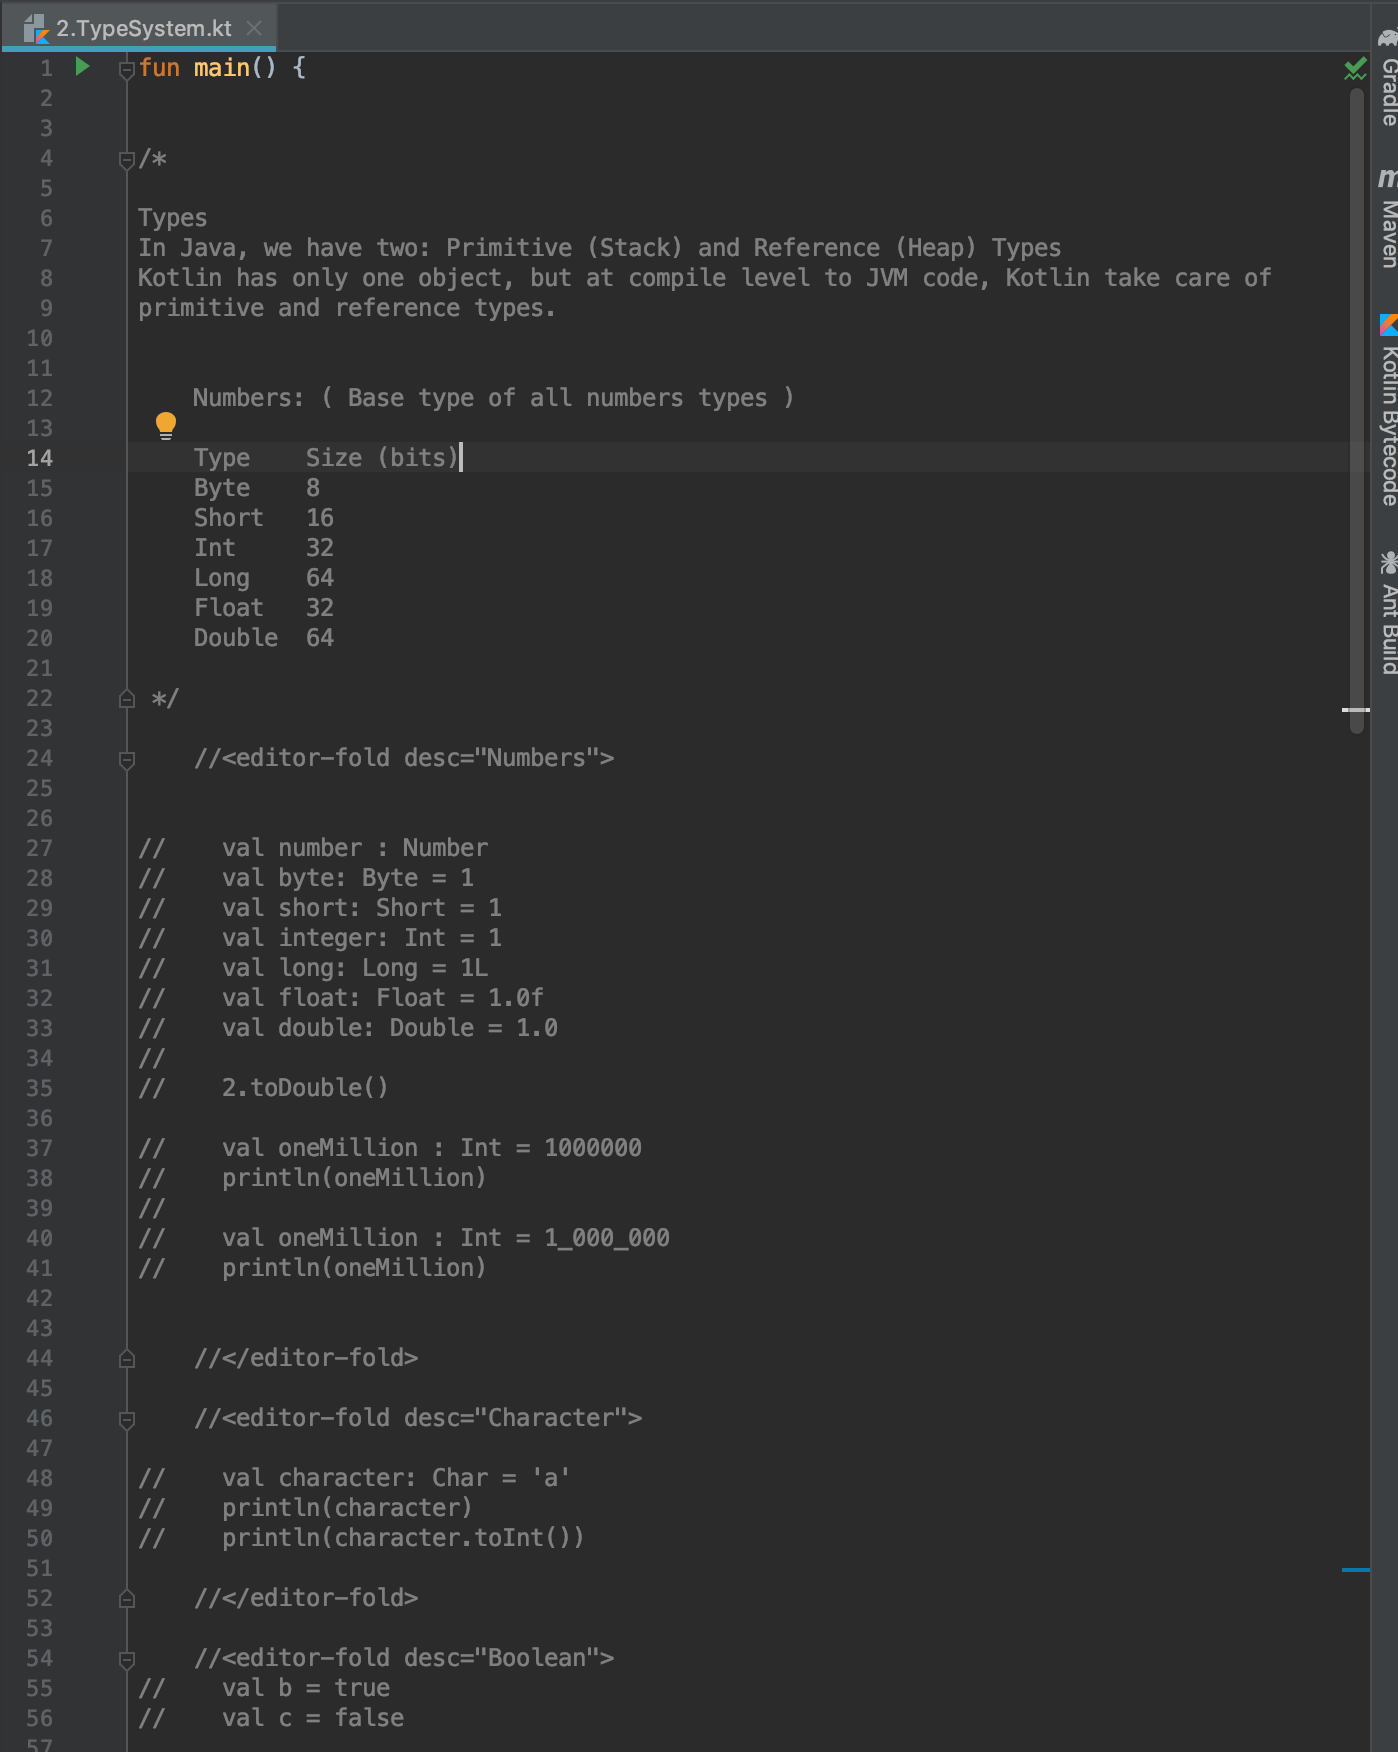 2.TypeSystem.kt
1 fun main() {
2
3
4 /*
5
6 Types
7 In Java, we have two: Primitive (Stack) and Reference (Heap) Types
8 Kotlin has only one object, but at compile level to JVM code, Kotlin take care of
9 primitive and reference types.
10
11
12     Numbers: ( Base type of all numbers types )
13
14     Type    Size (bits)
15     Byte    8
16     Short   16
17     Int     32
18     Long    64
19     Float   32
20     Double  64
21
22  */
23
24     //<editor-fold desc="Numbers">
25
26
27 //    val number : Number
28 //    val byte: Byte = 1
29 //    val short: Short = 1
30 //    val integer: Int = 1
31 //    val long: Long = 1L
32 //    val float: Float = 1.0f
33 //    val double: Double = 1.0
34 //
35 //    2.toDouble()
36
37 //    val oneMillion : Int = 1000000
38 //    println(oneMillion)
39 //
40 //    val oneMillion : Int = 1_000_000
41 //    println(oneMillion)
42
43
44     //</editor-fold>
45
46     //<editor-fold desc="Character">
47
48 //    val character: Char = 'a'
49 //    println(character)
50 //    println(character.toInt())
51
52     //</editor-fold>
53
54     //<editor-fold desc="Boolean">
55 //    val b = true
56 //    val c = false
57
Gradle
m Maven
Kotlin Bytecode
Ant Build